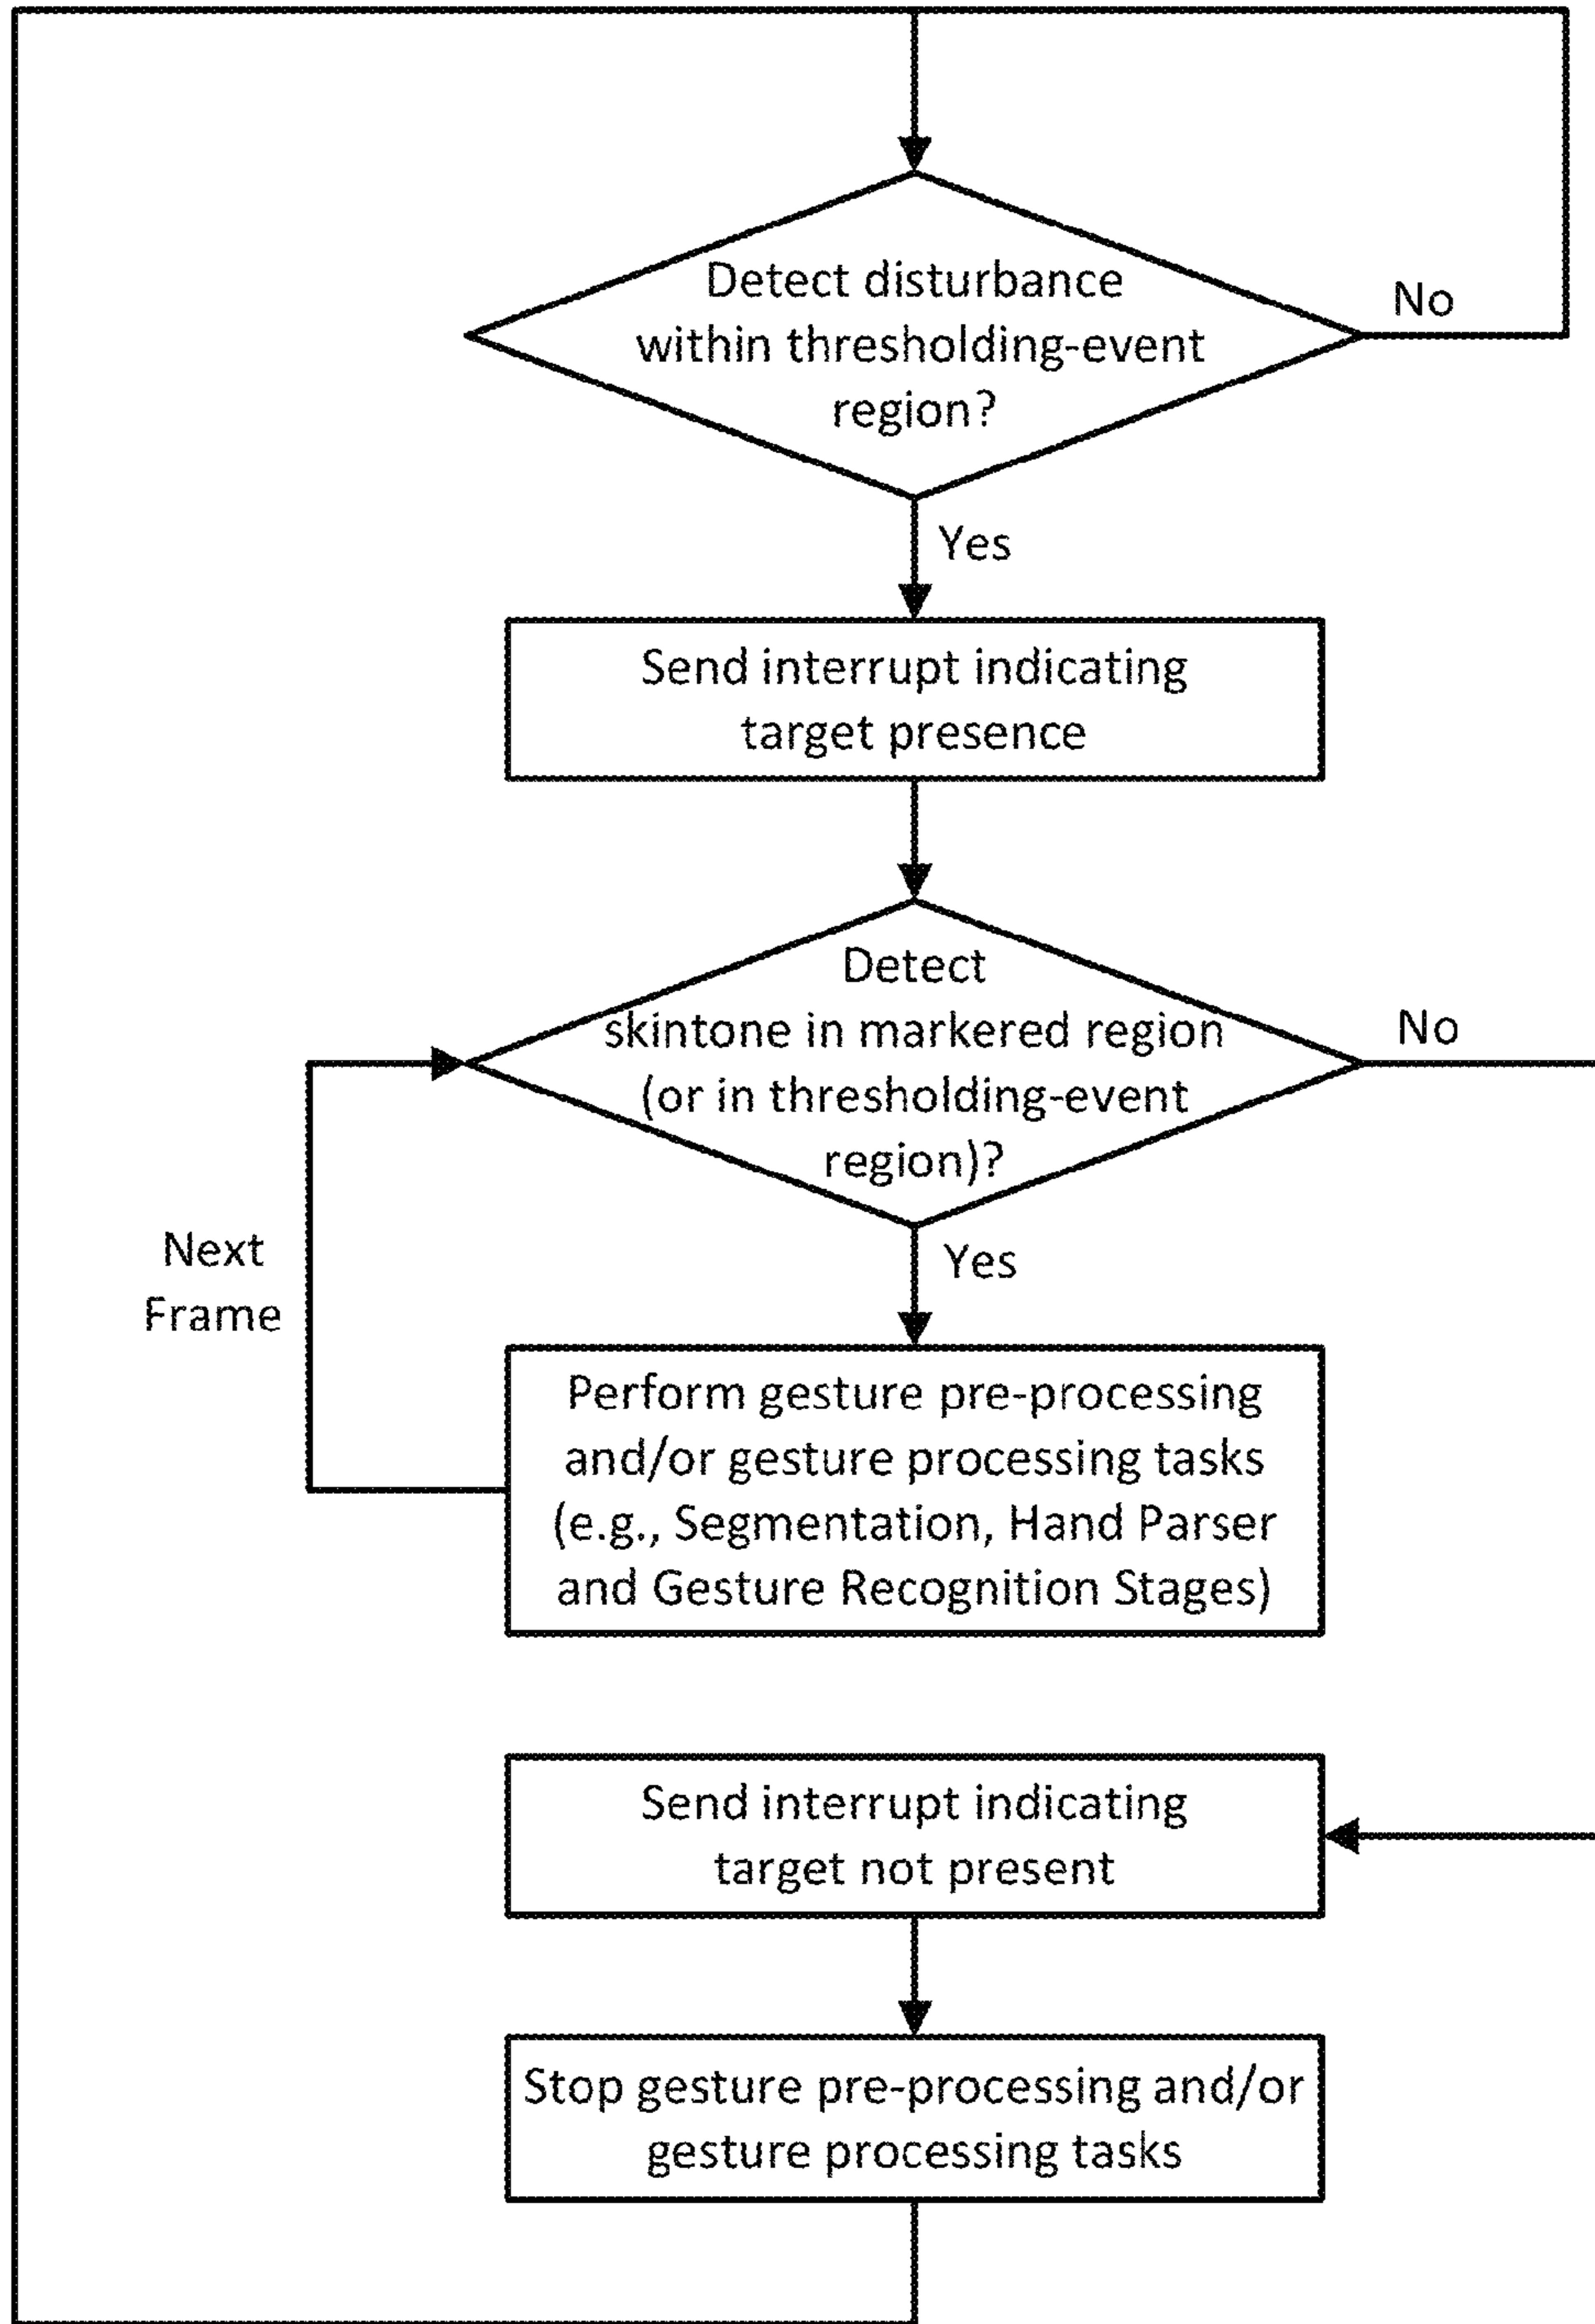 Detect disturbance
within thresholding-event
region?
No
Yes
Send interrupt indicating
target presence
Detect
skintone in markered region
(or in thresholding-event
region)?
No
Yes
Next
Frame
Perform gesture pre-processing
and/or gesture processing tasks
(e.g., Segmentation, Hand Parser
and Gesture Recognition Stages)
Send interrupt indicating
target not present
Stop gesture pre-processing and/or
gesture processing tasks